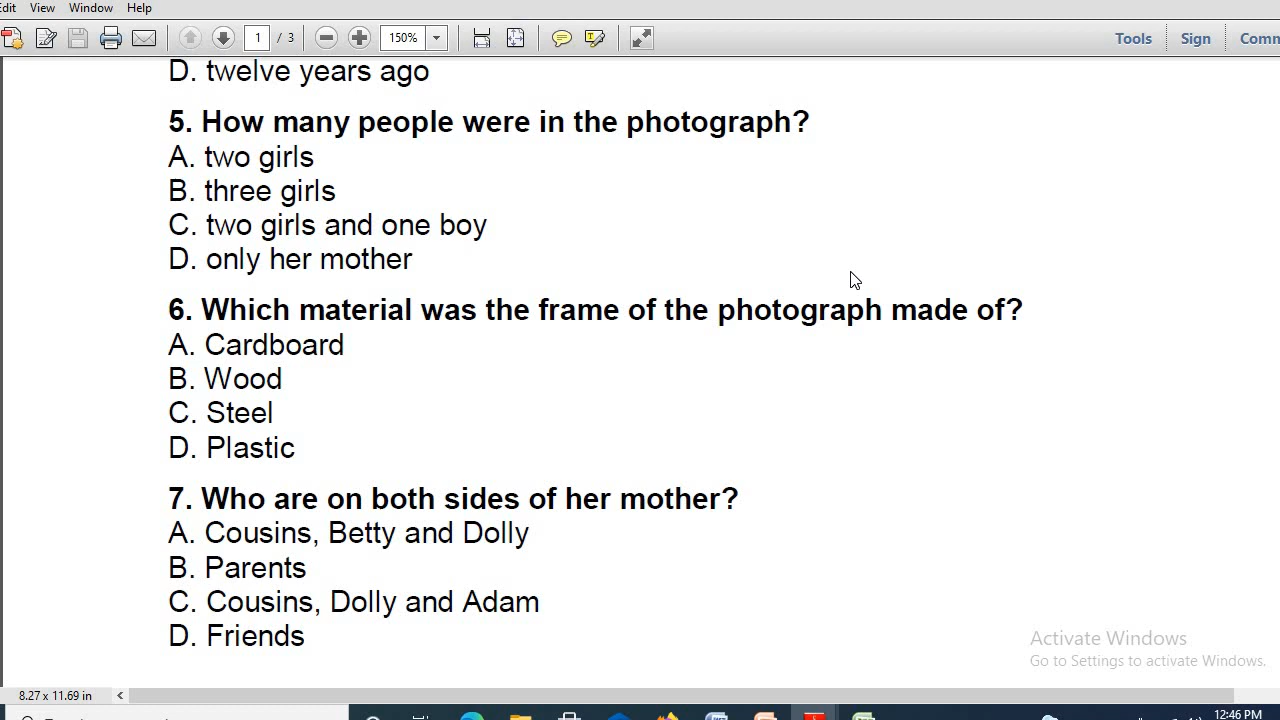 Edit View Window Help
1 / 3 150% Tools Sign Comm
D. twelve years ago
5. How many people were in the photograph?
A. two girls
B. three girls
C. two girls and one boy
D. only her mother
6. Which material was the frame of the photograph made of?
A. Cardboard
B. Wood
C. Steel
D. Plastic
7. Who are on both sides of her mother?
A. Cousins, Betty and Dolly
B. Parents
C. Cousins, Dolly and Adam
D. Friends
Activate Windows
Go to Settings to activate Windows.
8.27 x 11.69 in
12:46 PM